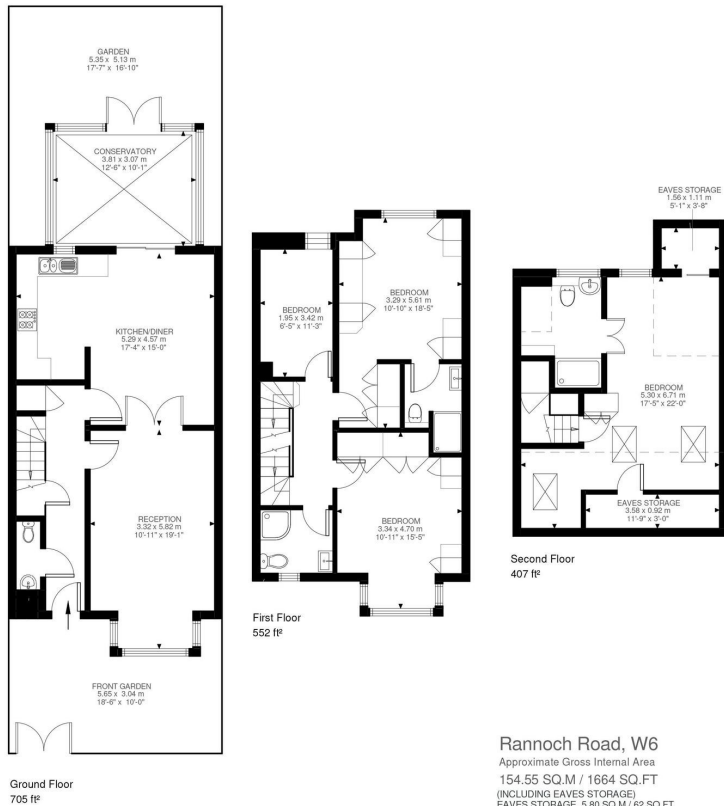 GARDEN
5.35 x 5.13 m
17'-7" x 16'-10"
CONSERVATORY
3.81 x 3.07 m
12'-6" x 10'-1"
KITCHEN/DINER
5.29 x 4.57 m
17'-4" x 15'-0"
RECEPTION
3.32 x 5.82 m
10'-11" x 19'-1"
FRONT GARDEN
5.65 x 3.04 m
18'-6" x 10'-0"
Ground Floor
705 ft²
BEDROOM
1.95 x 3.42 m
6'-5" x 11'-3"
BEDROOM
3.29 x 5.61 m
10'-10" x 18'-5"
BEDROOM
3.34 x 4.70 m
10'-11" x 15'-5"
First Floor
552 ft²
EAVES STORAGE
1.56 x 1.11 m
5'-1" x 3'-8"
BEDROOM
5.30 x 6.71 m
17'-5" x 22'-0"
EAVES STORAGE
3.58 x 0.92 m
11'-9" x 3'-0"
Second Floor
407 ft²
Rannoch Road, W6
Approximate Gross Internal Area
154.55 SQ.M / 1664 SQ.FT
(INCLUDING EAVES STORAGE)
EAVES STORAGE 5.80 SQ.M / 62 SQ.FT